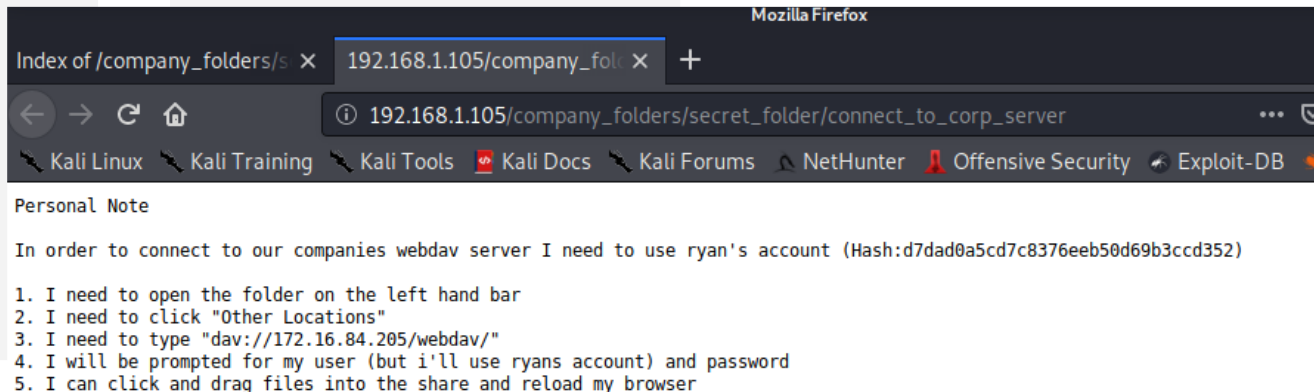 Mozilla Firefox
Index of /company_folders/s
192.168.1.105/company_fol
192.168.1.105/company_folders/secret_folder/connect_to_corp_server
Kali Linux Kali Training Kali Tools Kali Docs Kali Forums NetHunter Offensive Security Exploit-DB
Personal Note
In order to connect to our companies webdav server I need to use ryan's account (Hash:d7dad0a5cd7c8376eeb50d69b3ccd352)
1. I need to open the folder on the left hand bar
2. I need to click "Other Locations"
3. I need to type "dav://172.16.84.205/webdav/"
4. I will be prompted for my user (but i'll use ryans account) and password
5. I can click and drag files into the share and reload my browser